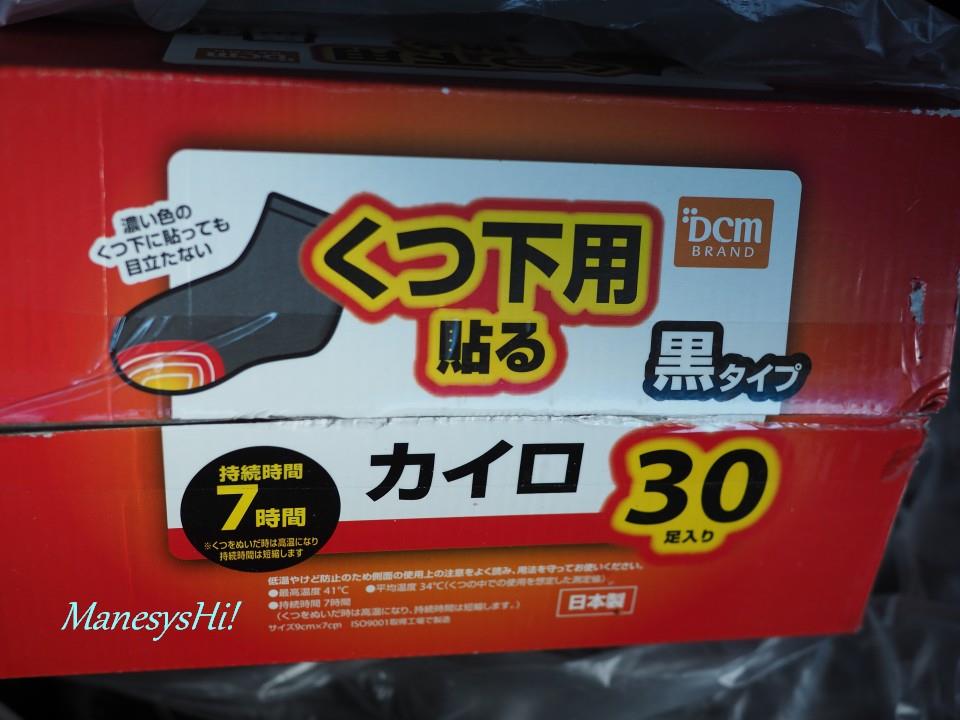 濃い色の
くつ下に貼っても
目立たない
くつ下用
貼る
DCM
BRAND
黒タイプ
カイロ
30
足入り
持続時間
7時間
※くつをぬいだ時は高温になり
持続時間は短縮します
低温やけど防止のため側面の使用上の注意をよく読み、用法を守ってお使いください。
●最高温度 41℃ ●平均温度 34℃(くつの中での使用を想定した測定値)
●持続時間 7時間
(くつをぬいだ時は高温になり、持続時間は短縮します。)
サイズ9cm×7cm ISO9001取得工場で製造
日本製
ManesysHi!